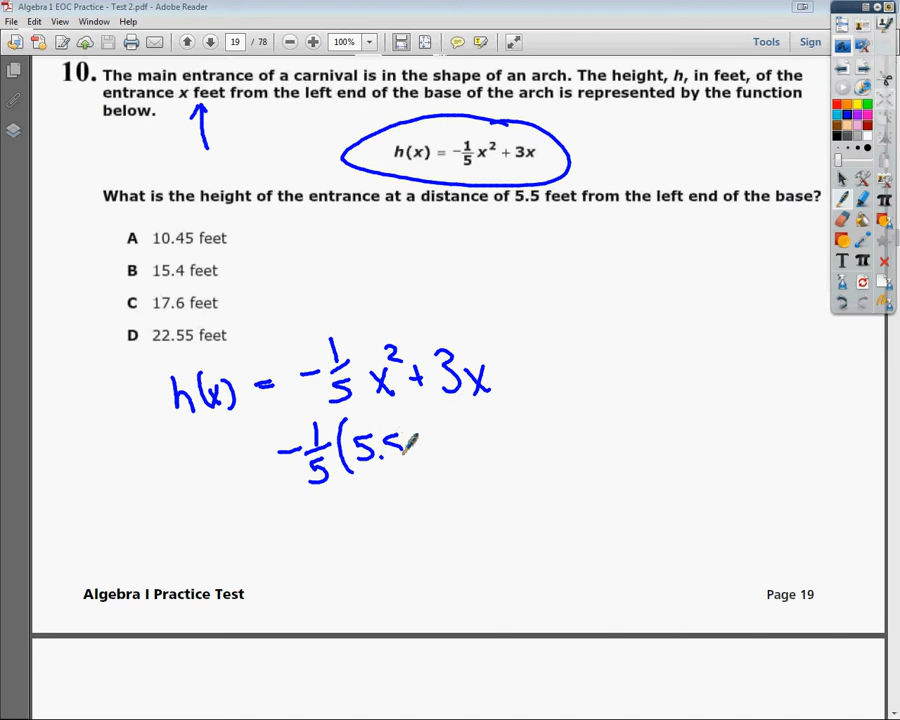 Algebra 1 EOC Practice - Test 2.pdf - Adobe Reader
File Edit View Window Help
19 / 78 100% Tools Sign
10. The main entrance of a carnival is in the shape of an arch. The height, h, in feet, of the
entrance x feet from the left end of the base of the arch is represented by the function
below.
h(x) = -1/5 x² + 3x
What is the height of the entrance at a distance of 5.5 feet from the left end of the base?
A 10.45 feet
B 15.4 feet
C 17.6 feet
D 22.55 feet
h(x) = -1/5 x² + 3x
-1/5 (5.5
Algebra I Practice Test Page 19